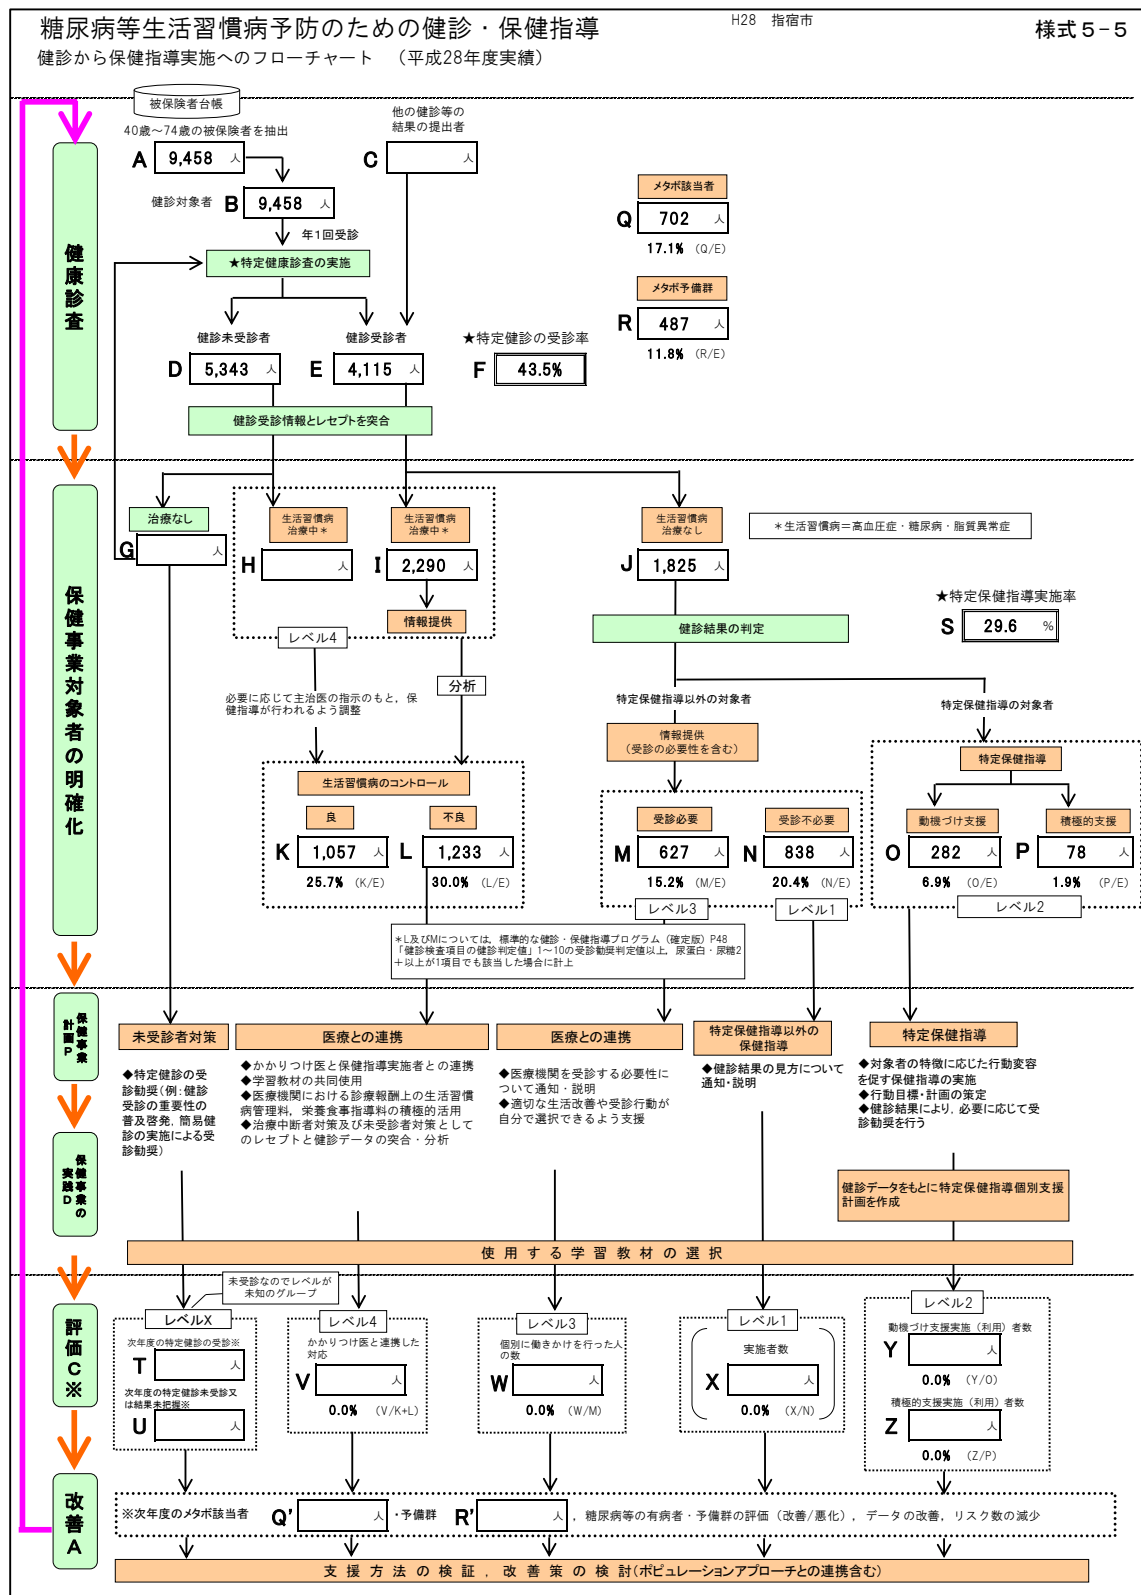 糖尿病等生活習慣病予防のための健診・保健指導
H28　指宿市
様式５-５
健診から保健指導実施へのフローチャート　（平成28年度実績）
被保険者台帳
40歳～74歳の被保険者を抽出
他の健診等の
結果の提出者
A 9,458 人
C 人
健診対象者 B 9,458 人
年1回受診
★特定健康診査の実施
メタボ該当者
Q 702 人
17.1% (Q/E)
メタボ予備群
R 487 人
11.8% (R/E)
健康診査
健診未受診者
健診受診者
★特定健診の受診率
D 5,343 人
E 4,115 人
F 43.5%
健診受診情報とレセプトを突合
治療なし
G 人
生活習慣病
治療中＊
H 人
生活習慣病
治療中＊
I 2,290 人
情報提供
レベル4
生活習慣病
治療なし
J 1,825 人
＊生活習慣病＝高血圧症・糖尿病・脂質異常症
★特定保健指導実施率
S 29.6 %
健診結果の判定
保健事業対象者の明確化
分析
必要に応じて主治医の指示のもと，保
健指導が行われるよう調整
特定保健指導以外の対象者
特定保健指導の対象者
情報提供
（受診の必要性を含む）
特定保健指導
生活習慣病のコントロール
良
不良
K 1,057 人
L 1,233 人
25.7% (K/E)
30.0% (L/E)
受診必要
受診不必要
M 627 人
N 838 人
15.2% (M/E)
20.4% (N/E)
動機づけ支援
積極的支援
O 282 人
P 78 人
6.9% (O/E)
1.9% (P/E)
レベル3
レベル1
レベル2
＊L及びMについては，標準的な健診・保健指導プログラム（確定版）P48
「健診検査項目の健診判定値」1～10の受診勧奨判定値以上，尿蛋白・尿糖2
＋以上が1項目でも該当した場合に計上
保健事業計画P
未受診者対策
医療との連携
医療との連携
特定保健指導以外の
保健指導
特定保健指導
◆特定健診の受
診勧奨（例：健診
受診の重要性の
普及啓発，簡易健
診の実施による受
診勧奨）
◆かかりつけ医と保健指導実施者との連携
◆学習教材の共同使用
◆医療機関における診療報酬上の生活習慣
病管理料，栄養食事指導料の積極的活用
◆治療中断者対策及び未受診者対策として
のレセプトと健診データの突合・分析
◆医療機関を受診する必要性
について通知・説明
◆適切な生活改善や受診行動が
自分で選択できるよう支援
◆健診結果の見方について
通知・説明
◆対象者の特徴に応じた行動変容
を促す保健指導の実施
◆行動目標・計画の策定
◆健診結果により，必要に応じて受
診勧奨を行う
保健事業の実践D
健診データをもとに特定保健指導個別支援
計画を作成
使用する学習教材の選択
未受診なのでレベルが
未知のグループ
評価C※
レベルX
次年度の特定健診の受診※
T 人
次年度の特定健診未受診又
は結果未把握※
U 人
レベル4
かかりつけ医と連携した
対応
V 人
0.0% (V/K+L)
レベル3
個別に働きかけを行った人
の数
W 人
0.0% (W/M)
レベル1
実施者数
X 人
0.0% (X/N)
レベル2
動機づけ支援実施（利用）者数
Y 人
0.0% (Y/O)
積極的支援実施（利用）者数
Z 人
0.0% (Z/P)
改善A
※次年度のメタボ該当者 Q' 人 ・予備群 R' 人 ，糖尿病等の有病者・予備群の評価（改善/悪化），データの改善，リスク数の減少
支援方法の検証，改善策の検討(ポピュレーションアプローチとの連携含む)